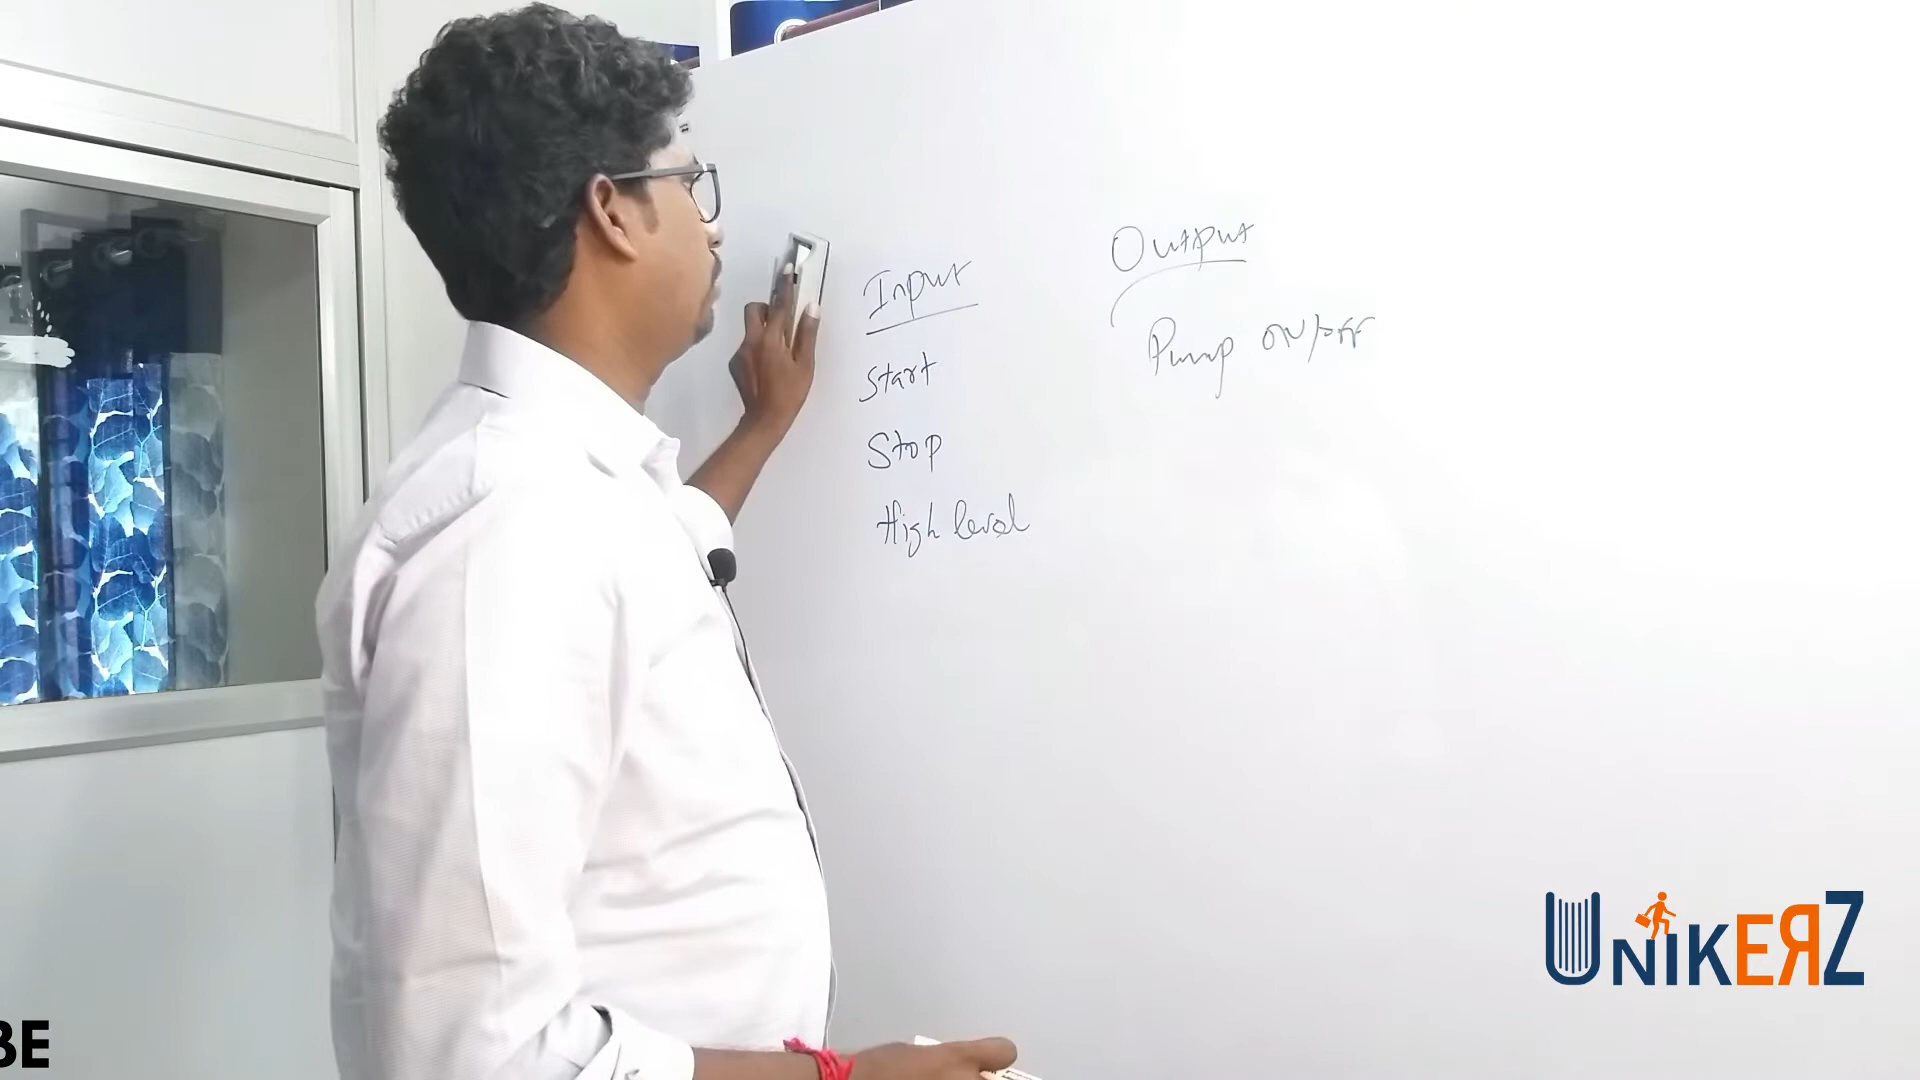 Input
Start
Stop
High level
Output
Pump ON/OFF
UNIKERZ
BE